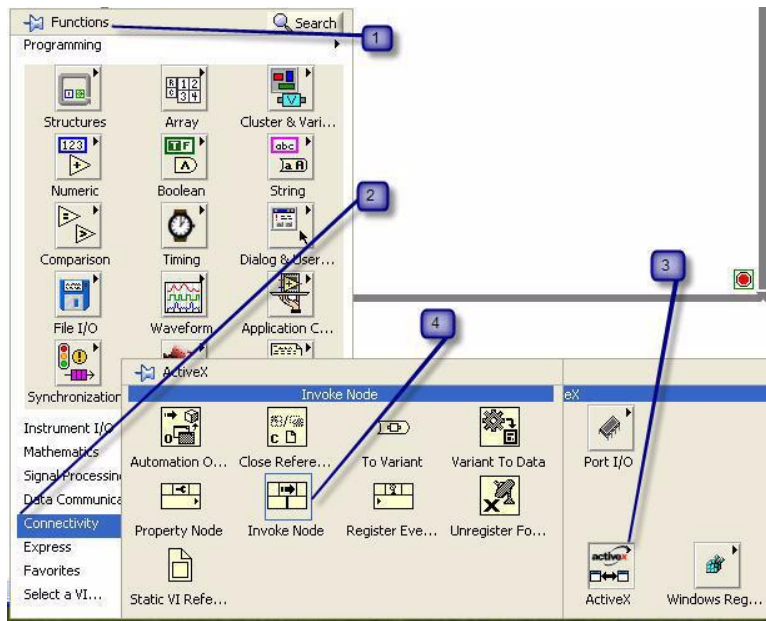 Functions
Search
1
Programming
Structures
Array
Cluster & Vari...
Numeric
Boolean
String
2
Comparison
Timing
Dialog & User...
3
File I/O
Waveform
Application C...
4
Synchronization
ActiveX
Invoke Node
eX
Instrument I/O
Mathematics
Signal Processin
Data Communica
Connectivity
Express
Favorites
Select a VI...
Automation O...
Close Refere...
To Variant
Variant To Data
Port I/O
Property Node
Invoke Node
Register Eve...
Unregister Fo...
Static VI Refe...
activex
ActiveX
Windows Reg...